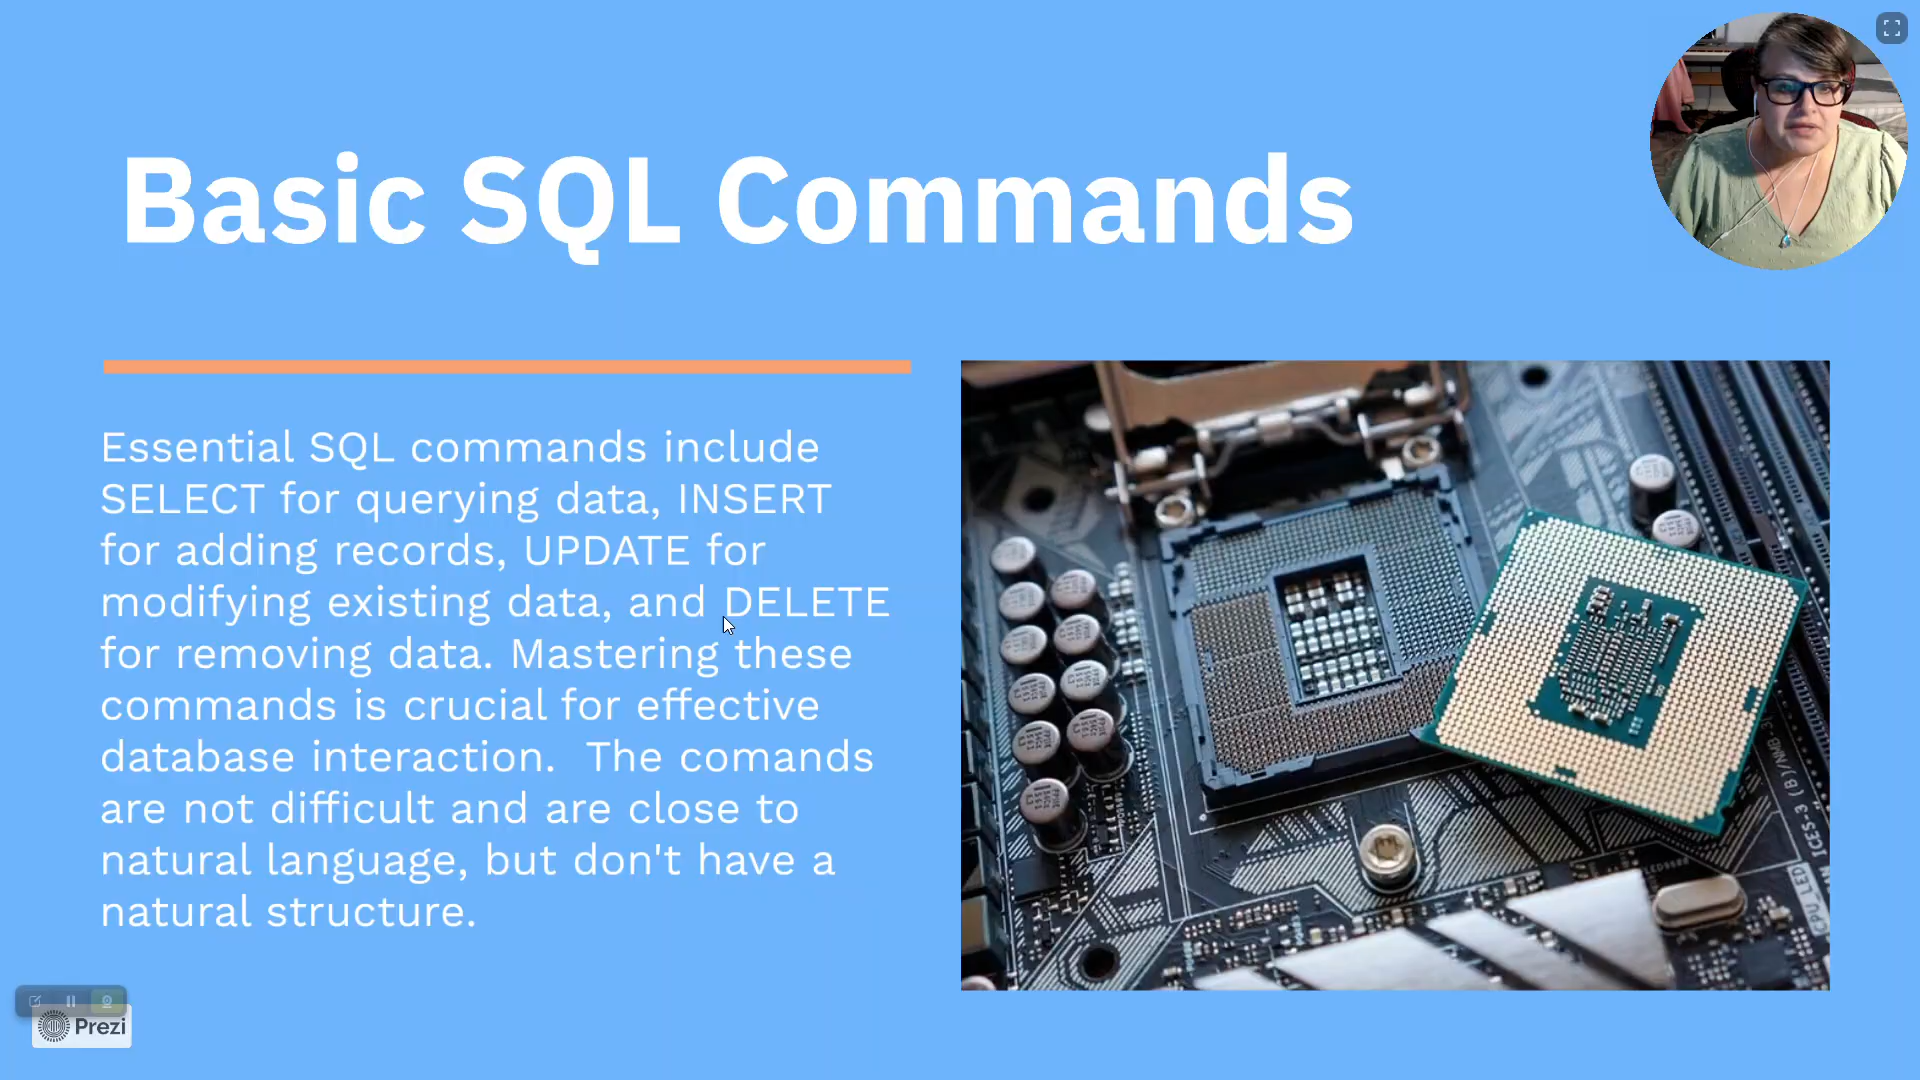 Basic SQL Commands
Essential SQL commands include
SELECT for querying data, INSERT
for adding records, UPDATE for
modifying existing data, and DELETE
for removing data. Mastering these
commands is crucial for effective
database interaction.  The comands
are not difficult and are close to
natural language, but don't have a
natural structure.
CPU_LED
Prezi